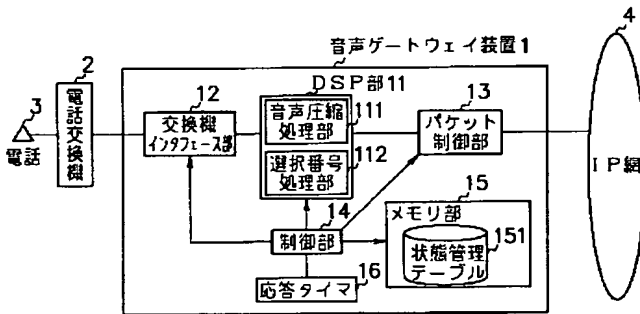 音声ゲートウェイ装置1
DSP部11
2
3
電話
電話交換機
12
交換機
インタフェース部
音声圧縮
処理部
111
選択番号
処理部
112
13
パケット
制御部
4
IP網
14
制御部
15
メモリ部
151
状態管理
テーブル
16
応答タイマ